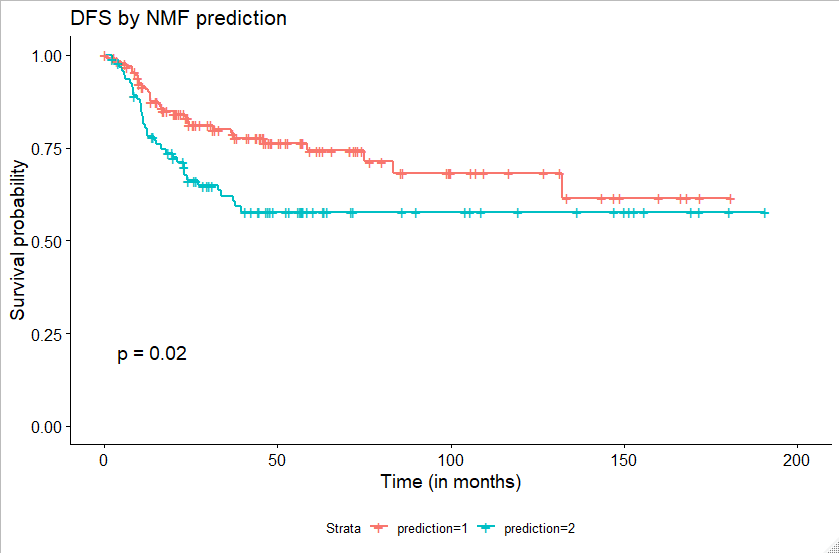 DFS by NMF prediction
1.00
0.75
0.50
0.25
0.00
Survival probability
p = 0.02
0 50 100 150 200
Time (in months)
Strata prediction=1 prediction=2